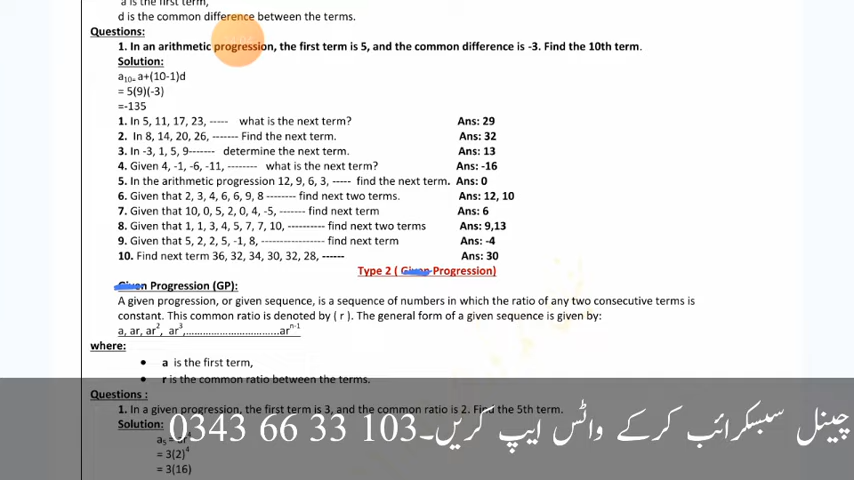 a is the first term,
d is the common difference between the terms.
Questions:
1. In an arithmetic progression, the first term is 5, and the common difference is -3. Find the 10th term.
Solution:
a10= a+(10-1)d
= 5(9)(-3)
=-135
1. In 5, 11, 17, 23, ----- what is the next term? Ans: 29
2. In 8, 14, 20, 26, ------- Find the next term. Ans: 32
3. In -3, 1, 5, 9------- determine the next term. Ans: 13
4. Given 4, -1, -6, -11, -------- what is the next term? Ans: -16
5. In the arithmetic progression 12, 9, 6, 3, ----- find the next term. Ans: 0
6. Given that 2, 3, 4, 6, 6, 9, 8 -------- find next two terms. Ans: 12, 10
7. Given that 10, 0, 5, 2, 0, 4, -5, ------- find next term Ans: 6
8. Given that 1, 1, 3, 4, 5, 7, 7, 10, ---------- find next two terms Ans: 9,13
9. Given that 5, 2, 2, 5, -1, 8, ----------------- find next term Ans: -4
10. Find next term 36, 32, 34, 30, 32, 28, ------ Ans: 30
Type 2 ( Given Progression)
Given Progression (GP):
A given progression, or given sequence, is a sequence of numbers in which the ratio of any two consecutive terms is
constant. This common ratio is denoted by ( r ). The general form of a given sequence is given by:
a, ar, ar², ar³,................................arⁿ⁻¹
where:
• a is the first term,
• r is the common ratio between the terms.
Questions :
1. In a given progression, the first term is 3, and the common ratio is 2. Find the 5th term.
چینل سبسکرائب کرکے واٹس ایپ کریں۔103 33 66 0343
Solution:
a5 = ar⁴
= 3(2)⁴
= 3(16)